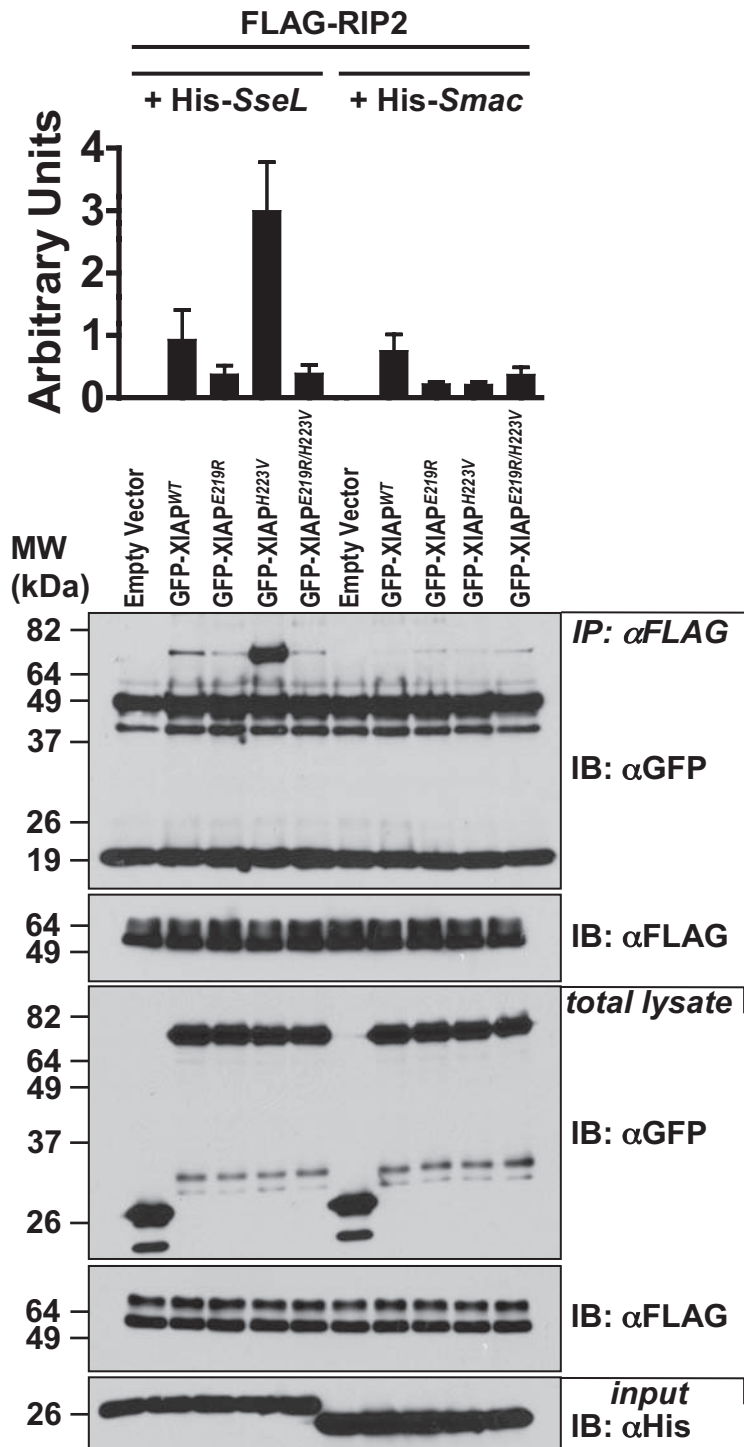 FLAG-RIP2
+ His-SseL + His-Smac
Arbitrary Units
4
3
2
1
0
Empty Vector
GFP-XIAPWT
GFP-XIAPE219R
GFP-XIAPH223V
GFP-XIAPE219R/H223V
Empty Vector
GFP-XIAPWT
GFP-XIAPE219R
GFP-XIAPH223V
GFP-XIAPE219R/H223V
MW
(kDa)
82
64
49
37
26
19
IP: αFLAG
IB: αGFP
64
49
IB: αFLAG
82
64
49
37
26
total lysate
IB: αGFP
64
49
IB: αFLAG
26
input
IB: αHis